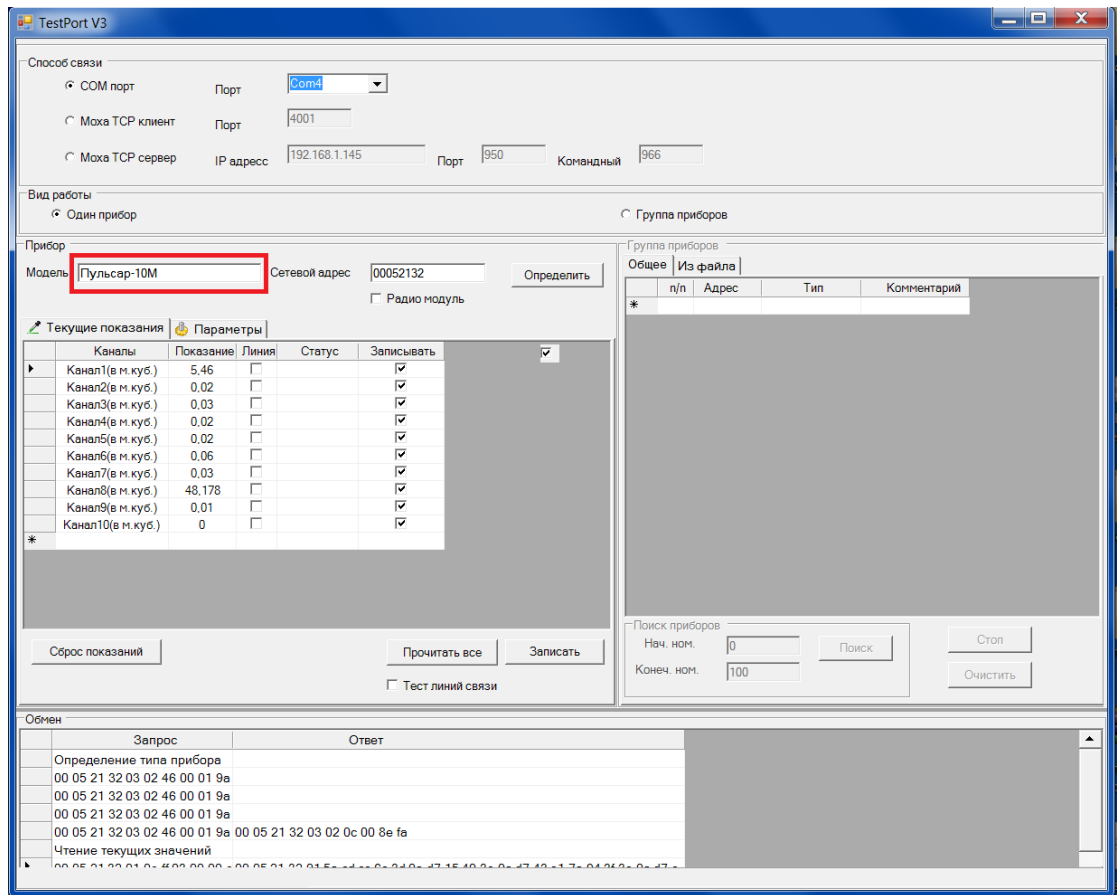 TestPort V3
Способ связи
COM порт Порт Com4
Моха TCP клиент Порт 4001
Моха TCP сервер IP адресс 192.168.1.145 Порт 950 Командный 966
Вид работы
Один прибор Группа приборов
Прибор
Модель Пульсар-10М Сетевой адрес 00052132 Определить
Радио модуль
Текущие показания Параметры
Каналы Показание Линия Статус Записывать
Канал1(в м.куб.) 5,46
Канал2(в м.куб.) 0,02
Канал3(в м.куб.) 0,03
Канал4(в м.куб.) 0,02
Канал5(в м.куб.) 0,02
Канал6(в м.куб.) 0,06
Канал7(в м.куб.) 0,03
Канал8(в м.куб.) 48,178
Канал9(в м.куб.) 0,01
Канал10(в м.куб.) 0
Сброс показаний Прочитать все Записать
Тест линий связи
Группа приборов
Общее Из файла
п/п Адрес Тип Комментарий
Поиск приборов
Нач. ном. 0 Поиск Стоп
Конеч. ном. 100 Очистить
Обмен
Запрос Ответ
Определение типа прибора
00 05 21 32 03 02 46 00 01 9a
00 05 21 32 03 02 46 00 01 9a
00 05 21 32 03 02 46 00 01 9a
00 05 21 32 03 02 46 00 01 9a 00 05 21 32 03 02 0c 00 8e fa
Чтение текущих значений